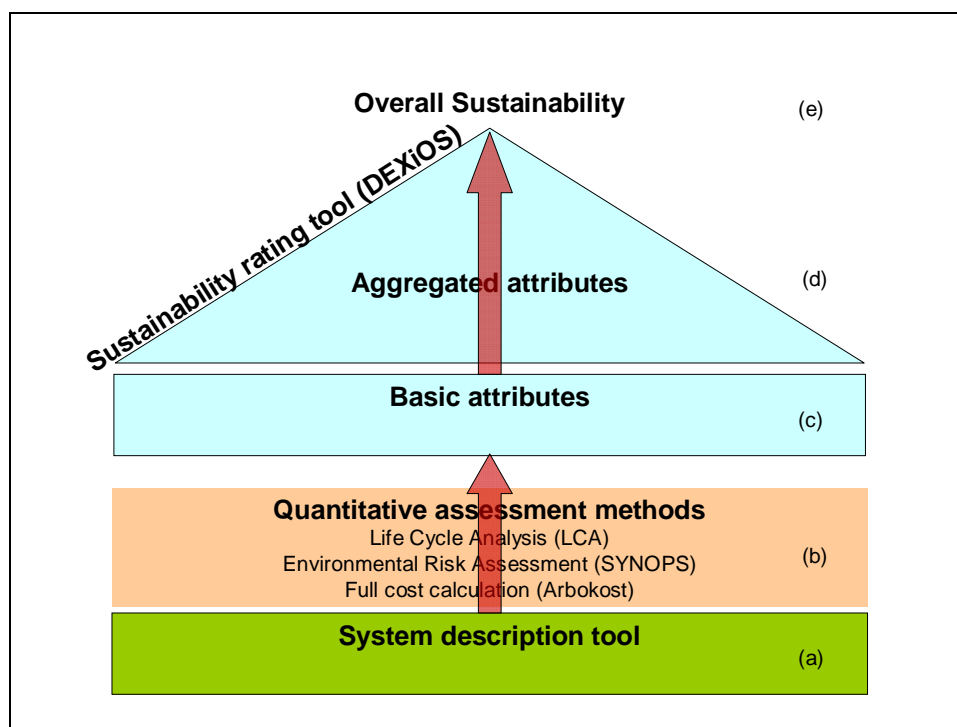 Overall Sustainability
(e)
Sustainability rating tool (DEXiOS)
Aggregated attributes
(d)
Basic attributes
(c)
Quantitative assessment methods
Life Cycle Analysis (LCA)
Environmental Risk Assessment (SYNOPS)
(b)
Full cost calculation (Arbokost)
System description tool
(a)